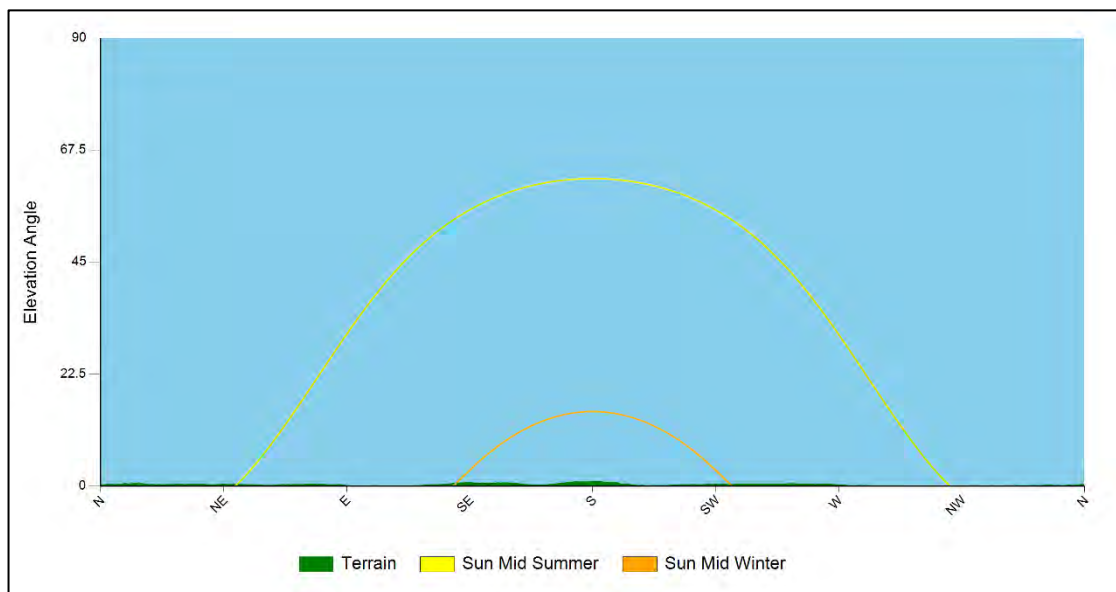 90
67.5
45
22.5
0
Elevation Angle
N NE E SE S SW W NW N
Terrain Sun Mid Summer Sun Mid Winter